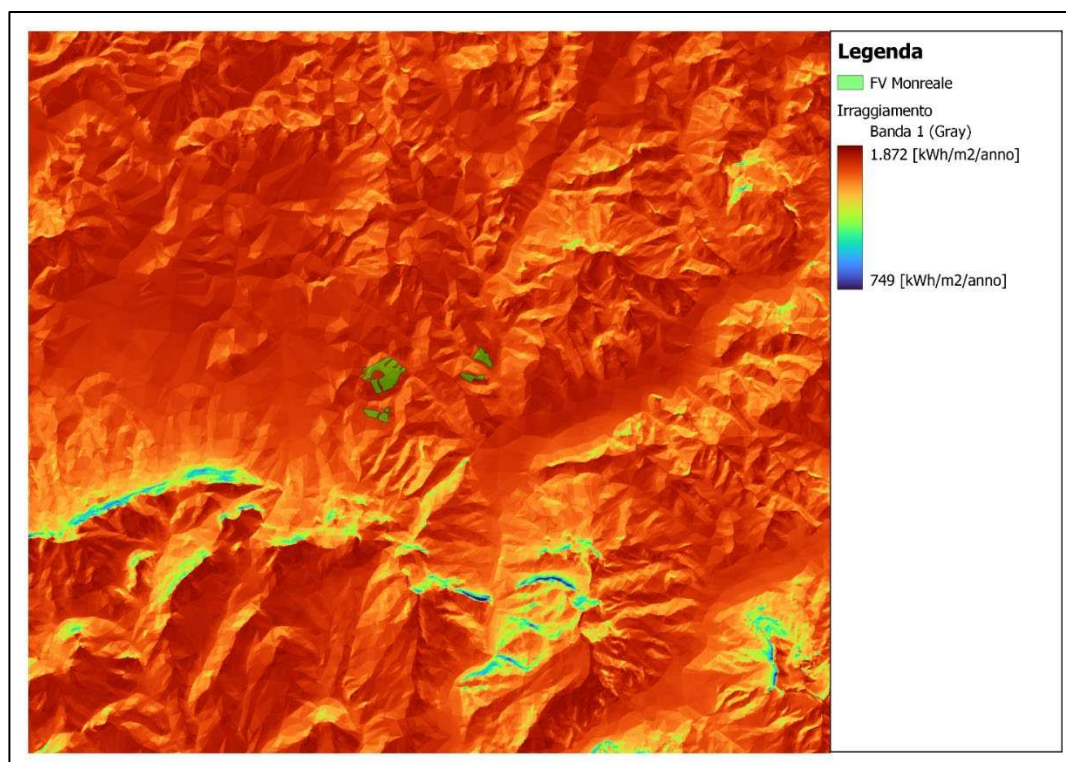 Legenda
FV Monreale
Irraggiamento
Banda 1 (Gray)
1.872 [kWh/m2/anno]
749 [kWh/m2/anno]